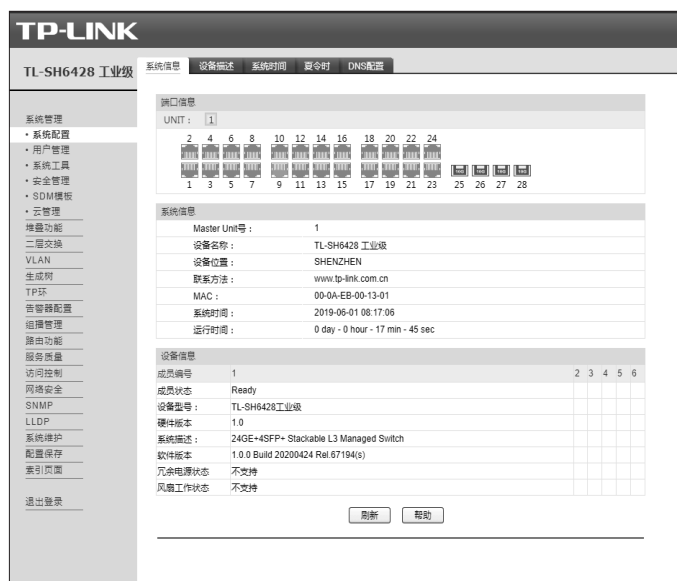 TP-LINK
TL-SH6428 工业级
系统信息 设备描述 系统时间 夏令时 DNS配置
系统管理
• 系统配置
• 用户管理
• 系统工具
• 安全管理
• SDM模板
• 云管理
堆叠功能
二层交换
VLAN
生成树
TP环
告警器配置
组播管理
路由功能
服务质量
访问控制
网络安全
SNMP
LLDP
系统维护
配置保存
索引页面
退出登录
端口信息
UNIT： 1
2 4 6 8 10 12 14 16 18 20 22 24
1 3 5 7 9 11 13 15 17 19 21 23 25 26 27 28
系统信息
Master Unit号： 1
设备名称： TL-SH6428 工业级
设备位置： SHENZHEN
联系方法： www.tp-link.com.cn
MAC： 00-0A-EB-00-13-01
系统时间： 2019-06-01 08:17:06
运行时间： 0 day - 0 hour - 17 min - 45 sec
设备信息
成员编号 1 2 3 4 5 6
成员状态 Ready
设备型号： TL-SH6428工业级
硬件版本 1.0
系统描述： 24GE+4SFP+ Stackable L3 Managed Switch
软件版本 1.0.0 Build 20200424 Rel.67194(s)
冗余电源状态 不支持
风扇工作状态 不支持
刷新 帮助